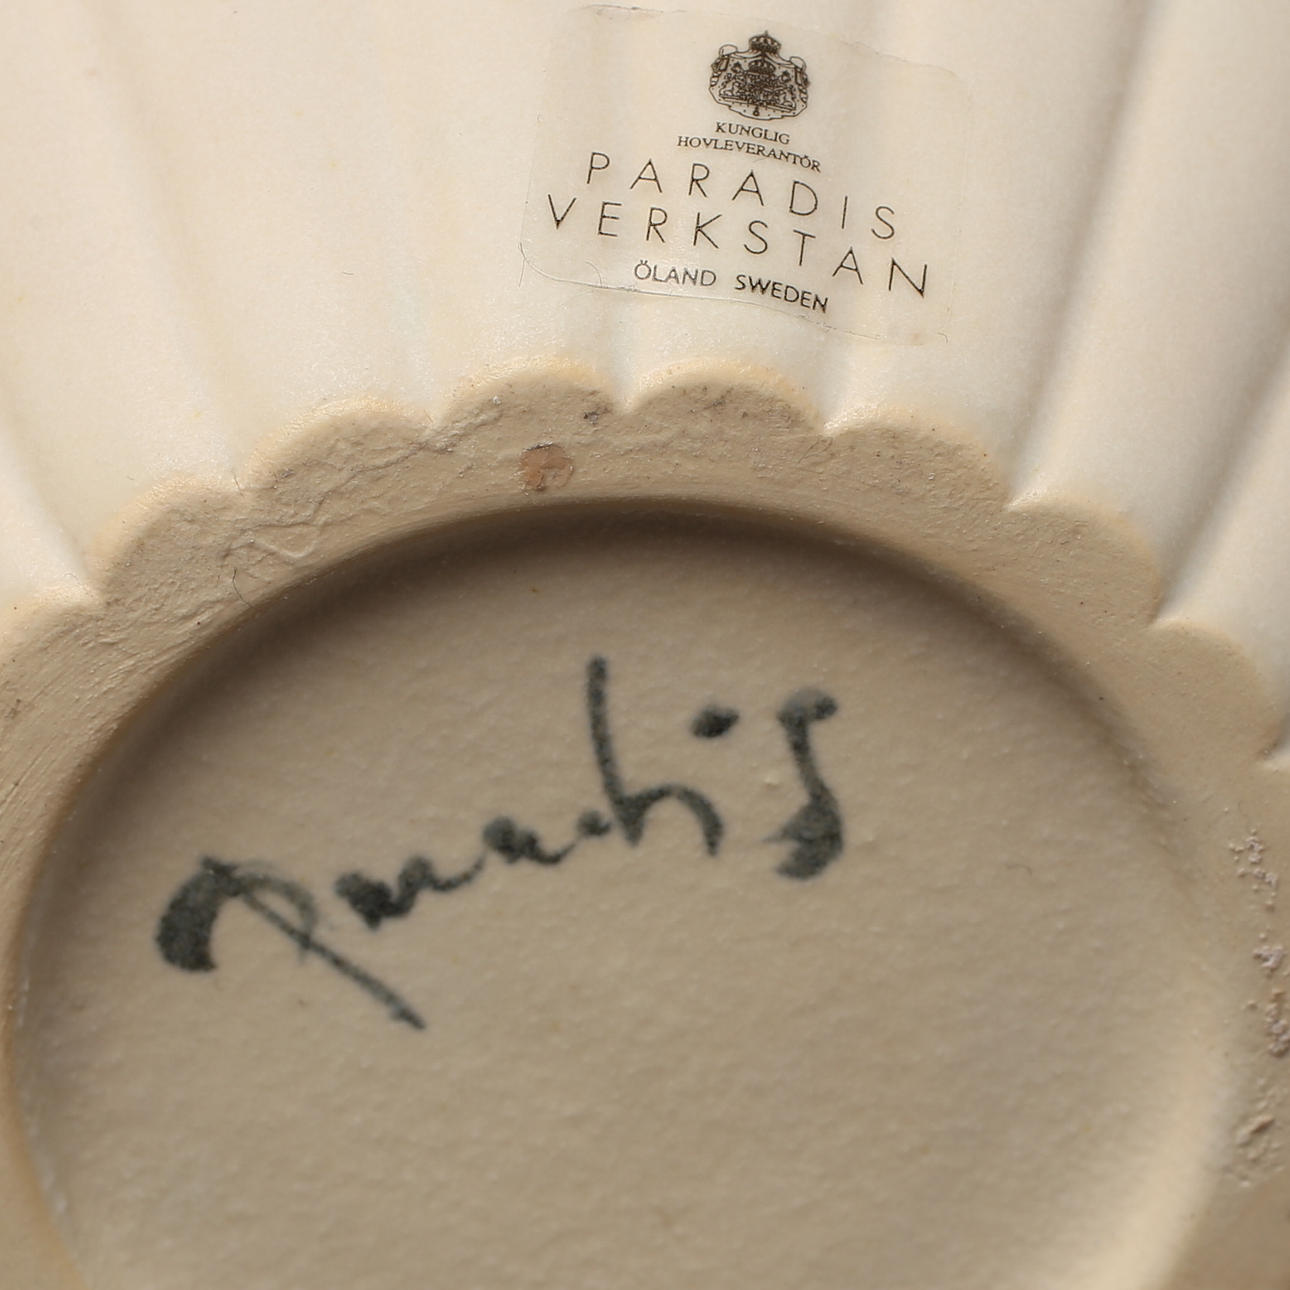 KUNGLIG
HOVLEVERANTÖR
PARADIS
VERKSTAN
ÖLAND SWEDEN
Paradis